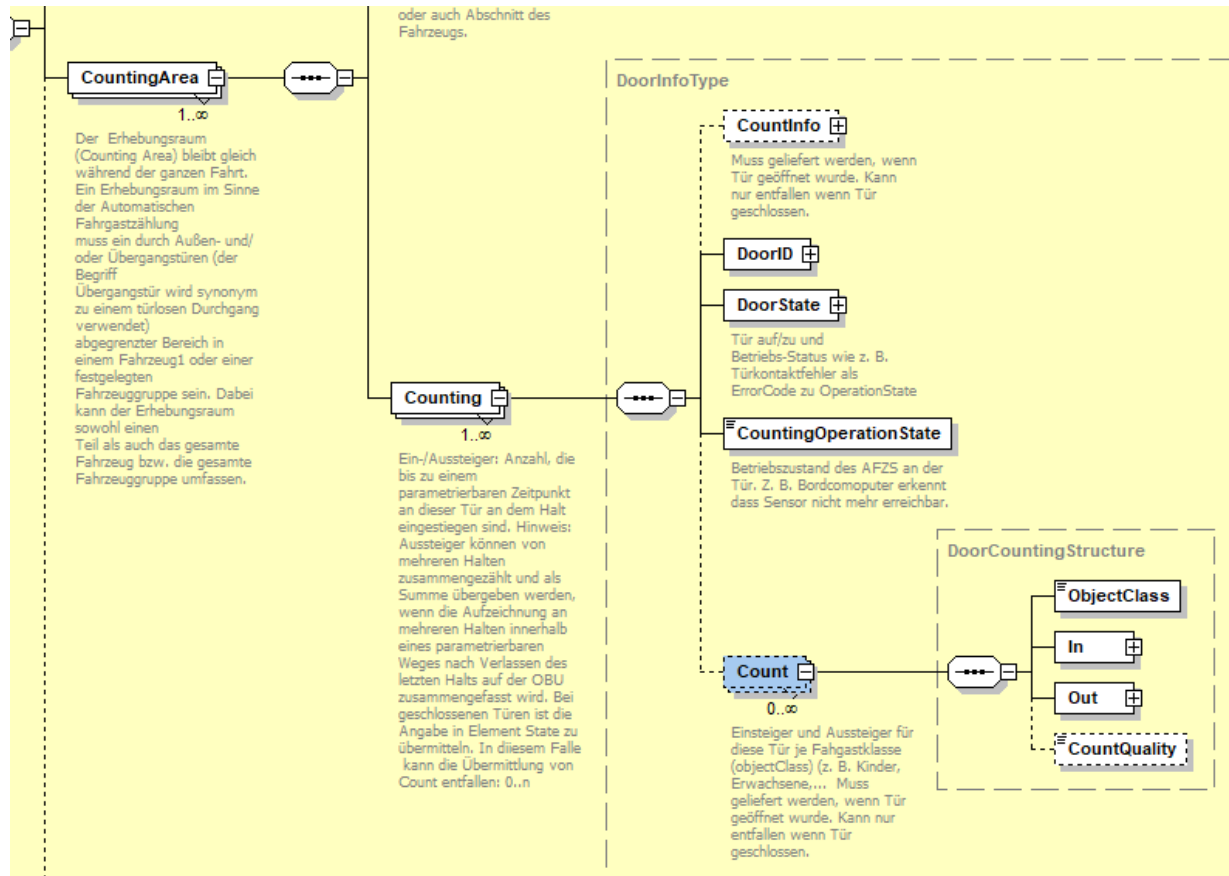 oder auch Abschnitt des
Fahrzeugs.
CountingArea
1..∞
Der Erhebungsraum
(Counting Area) bleibt gleich
während der ganzen Fahrt.
Ein Erhebungsraum im Sinne
der Automatischen
Fahrgastzählung
muss ein durch Außen- und/
oder Übergangstüren (der
Begriff
Übergangstür wird synonym
zu einem türlosen Durchgang
verwendet)
abgegrenzter Bereich in
einem Fahrzeug1 oder einer
festgelegten
Fahrzeuggruppe sein. Dabei
kann der Erhebungsraum
sowohl einen
Teil als auch das gesamte
Fahrzeug bzw. die gesamte
Fahrzeuggruppe umfassen.
Counting
1..∞
Ein-/Aussteiger: Anzahl, die
bis zu einem
parametrierbaren Zeitpunkt
an dieser Tür an dem Halt
eingestiegen sind. Hinweis:
Aussteiger können von
mehreren Halten
zusammengezählt und als
Summe übergeben werden,
wenn die Aufzeichnung an
mehreren Halten innerhalb
eines parametrierbaren
Weges nach Verlassen des
letzten Halts auf der OBU
zusammengefasst wird. Bei
geschlossenen Türen ist die
Angabe in Element State zu
übermitteln. In diiesem Falle
kann die Übermittlung von
Count entfallen: 0..n
DoorInfoType
CountInfo
Muss geliefert werden, wenn
Tür geöffnet wurde. Kann
nur entfallen wenn Tür
geschlossen.
DoorID
DoorState
Tür auf/zu und
Betriebs-Status wie z. B.
Türkontaktfehler als
ErrorCode zu OperationState
CountingOperationState
Betriebszustand des AFZS an der
Tür. Z. B. Bordcomoputer erkennt
dass Sensor nicht mehr erreichbar.
Count
0..∞
Einsteiger und Aussteiger für
diese Tür je Fahgastklasse
(objectClass) (z. B. Kinder,
Erwachsene,... Muss
geliefert werden, wenn Tür
geöffnet wurde. Kann nur
entfallen wenn Tür
geschlossen.
DoorCountingStructure
ObjectClass
In
Out
CountQuality